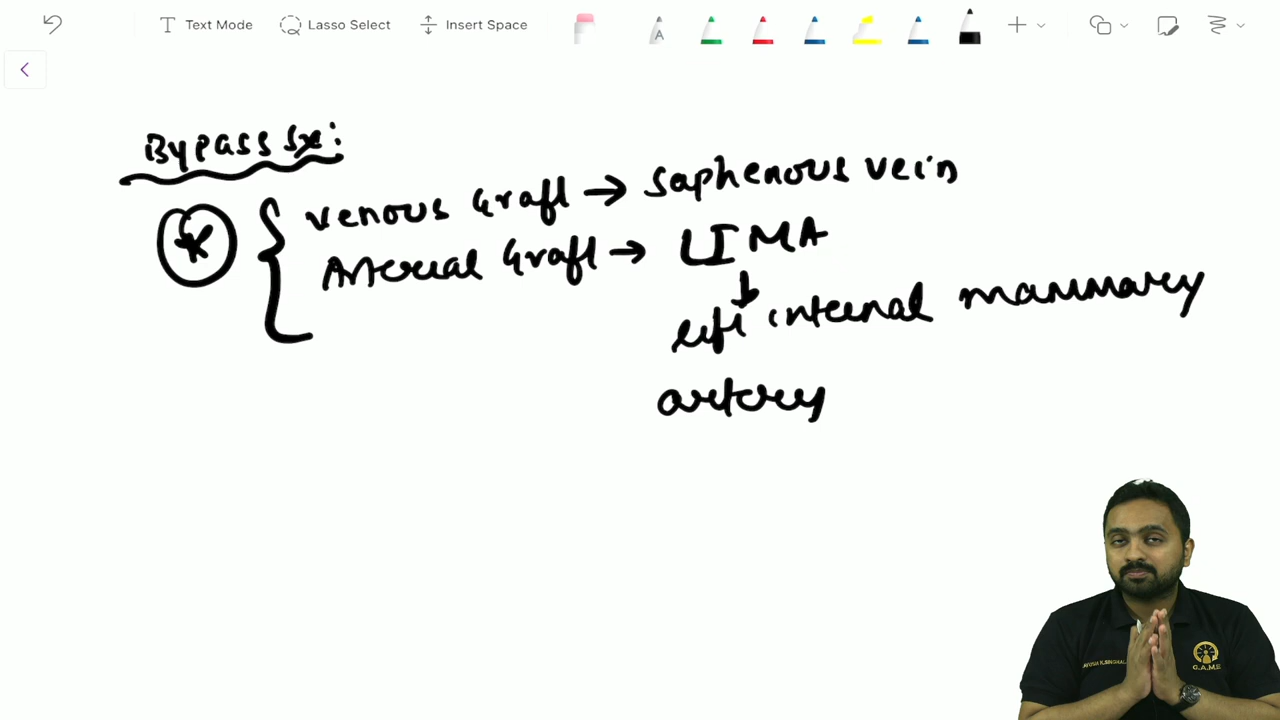 Text Mode Lasso Select Insert Space
A
Bypass Sx:
Venous Graft → Saphenous vein
Arterial Graft → LIMA
↓
left internal mammary
artery
G.A.M.E